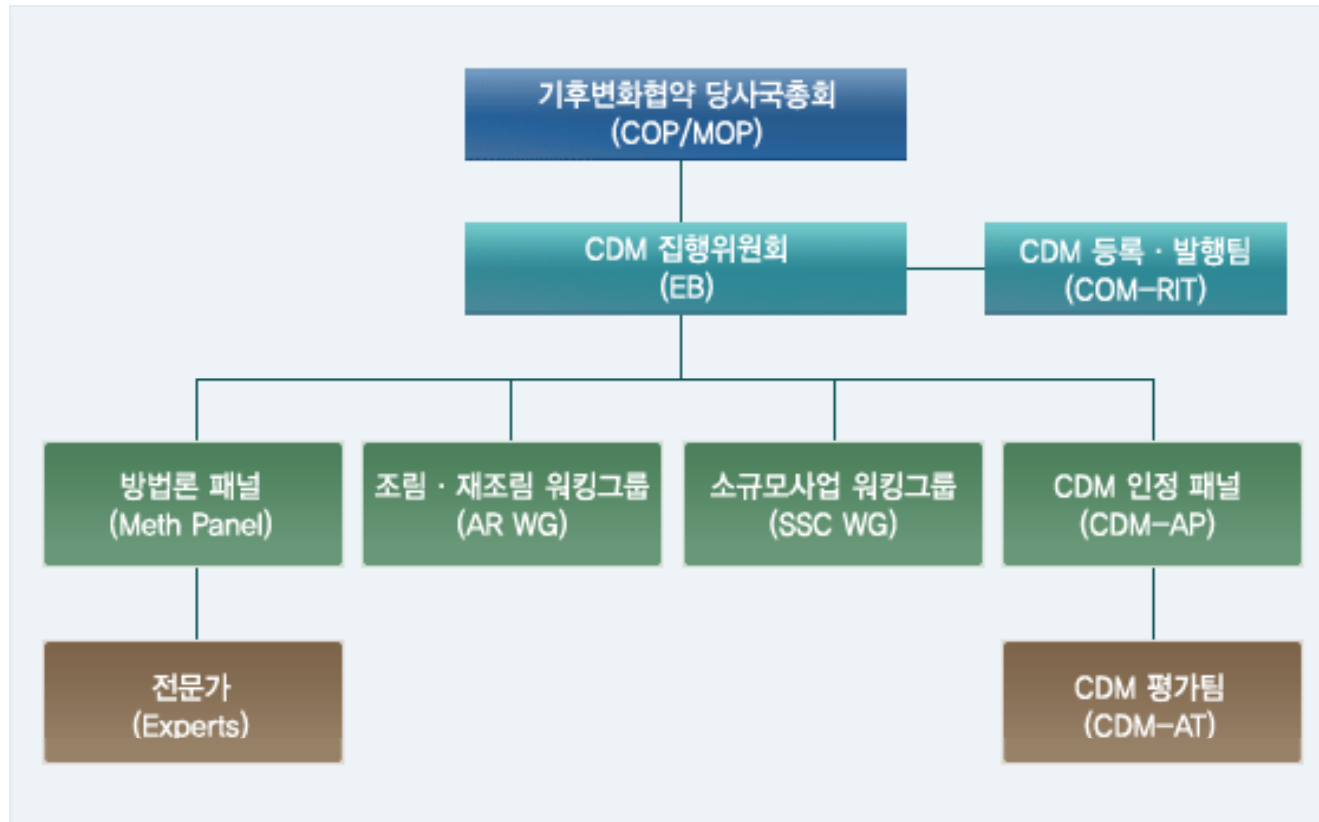 기후변화협약 당사국총회
(COP/MOP)
CDM 집행위원회
(EB)
CDM 등록 · 발행팀
(COM-RIT)
방법론 패널
(Meth Panel)
조림 · 재조림 워킹그룹
(AR WG)
소규모사업 워킹그룹
(SSC WG)
CDM 인정 패널
(CDM-AP)
전문가
(Experts)
CDM 평가팀
(CDM-AT)